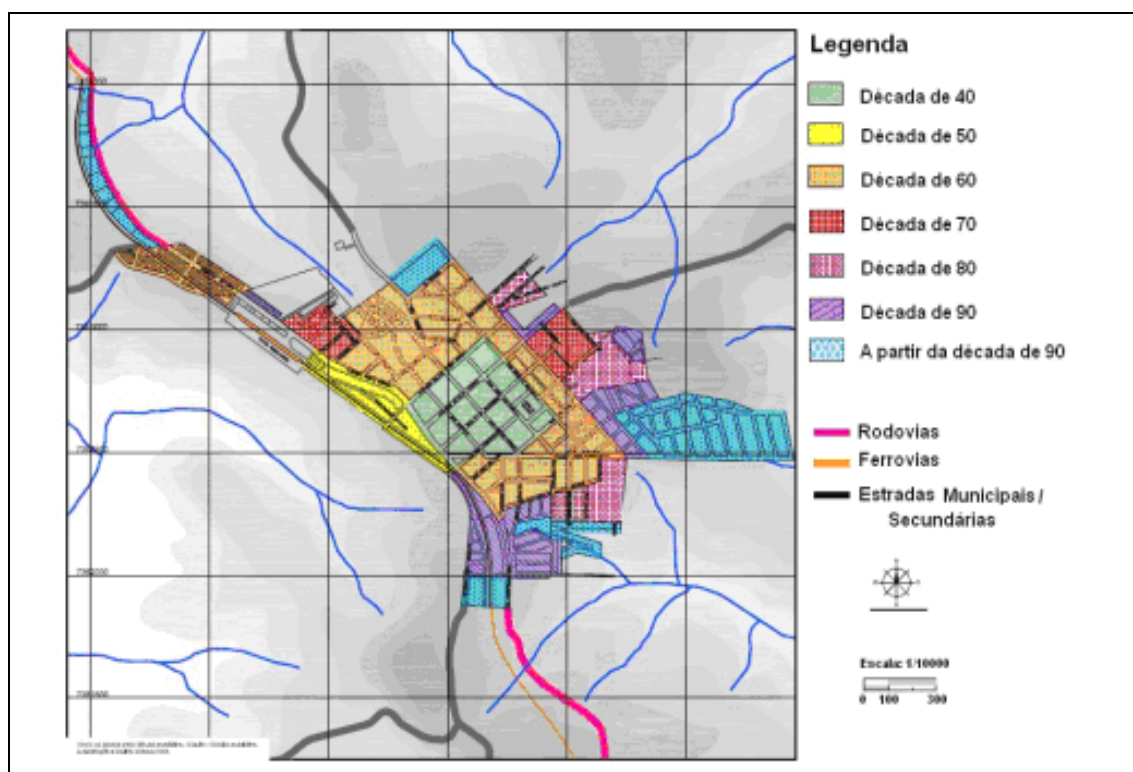 Legenda
Década de 40
Década de 50
Década de 60
Década de 70
Década de 80
Década de 90
A partir da década de 90
Rodovias
Ferrovias
Estradas Municipais /
Secundárias
Escala: 1/10000
0 100 300